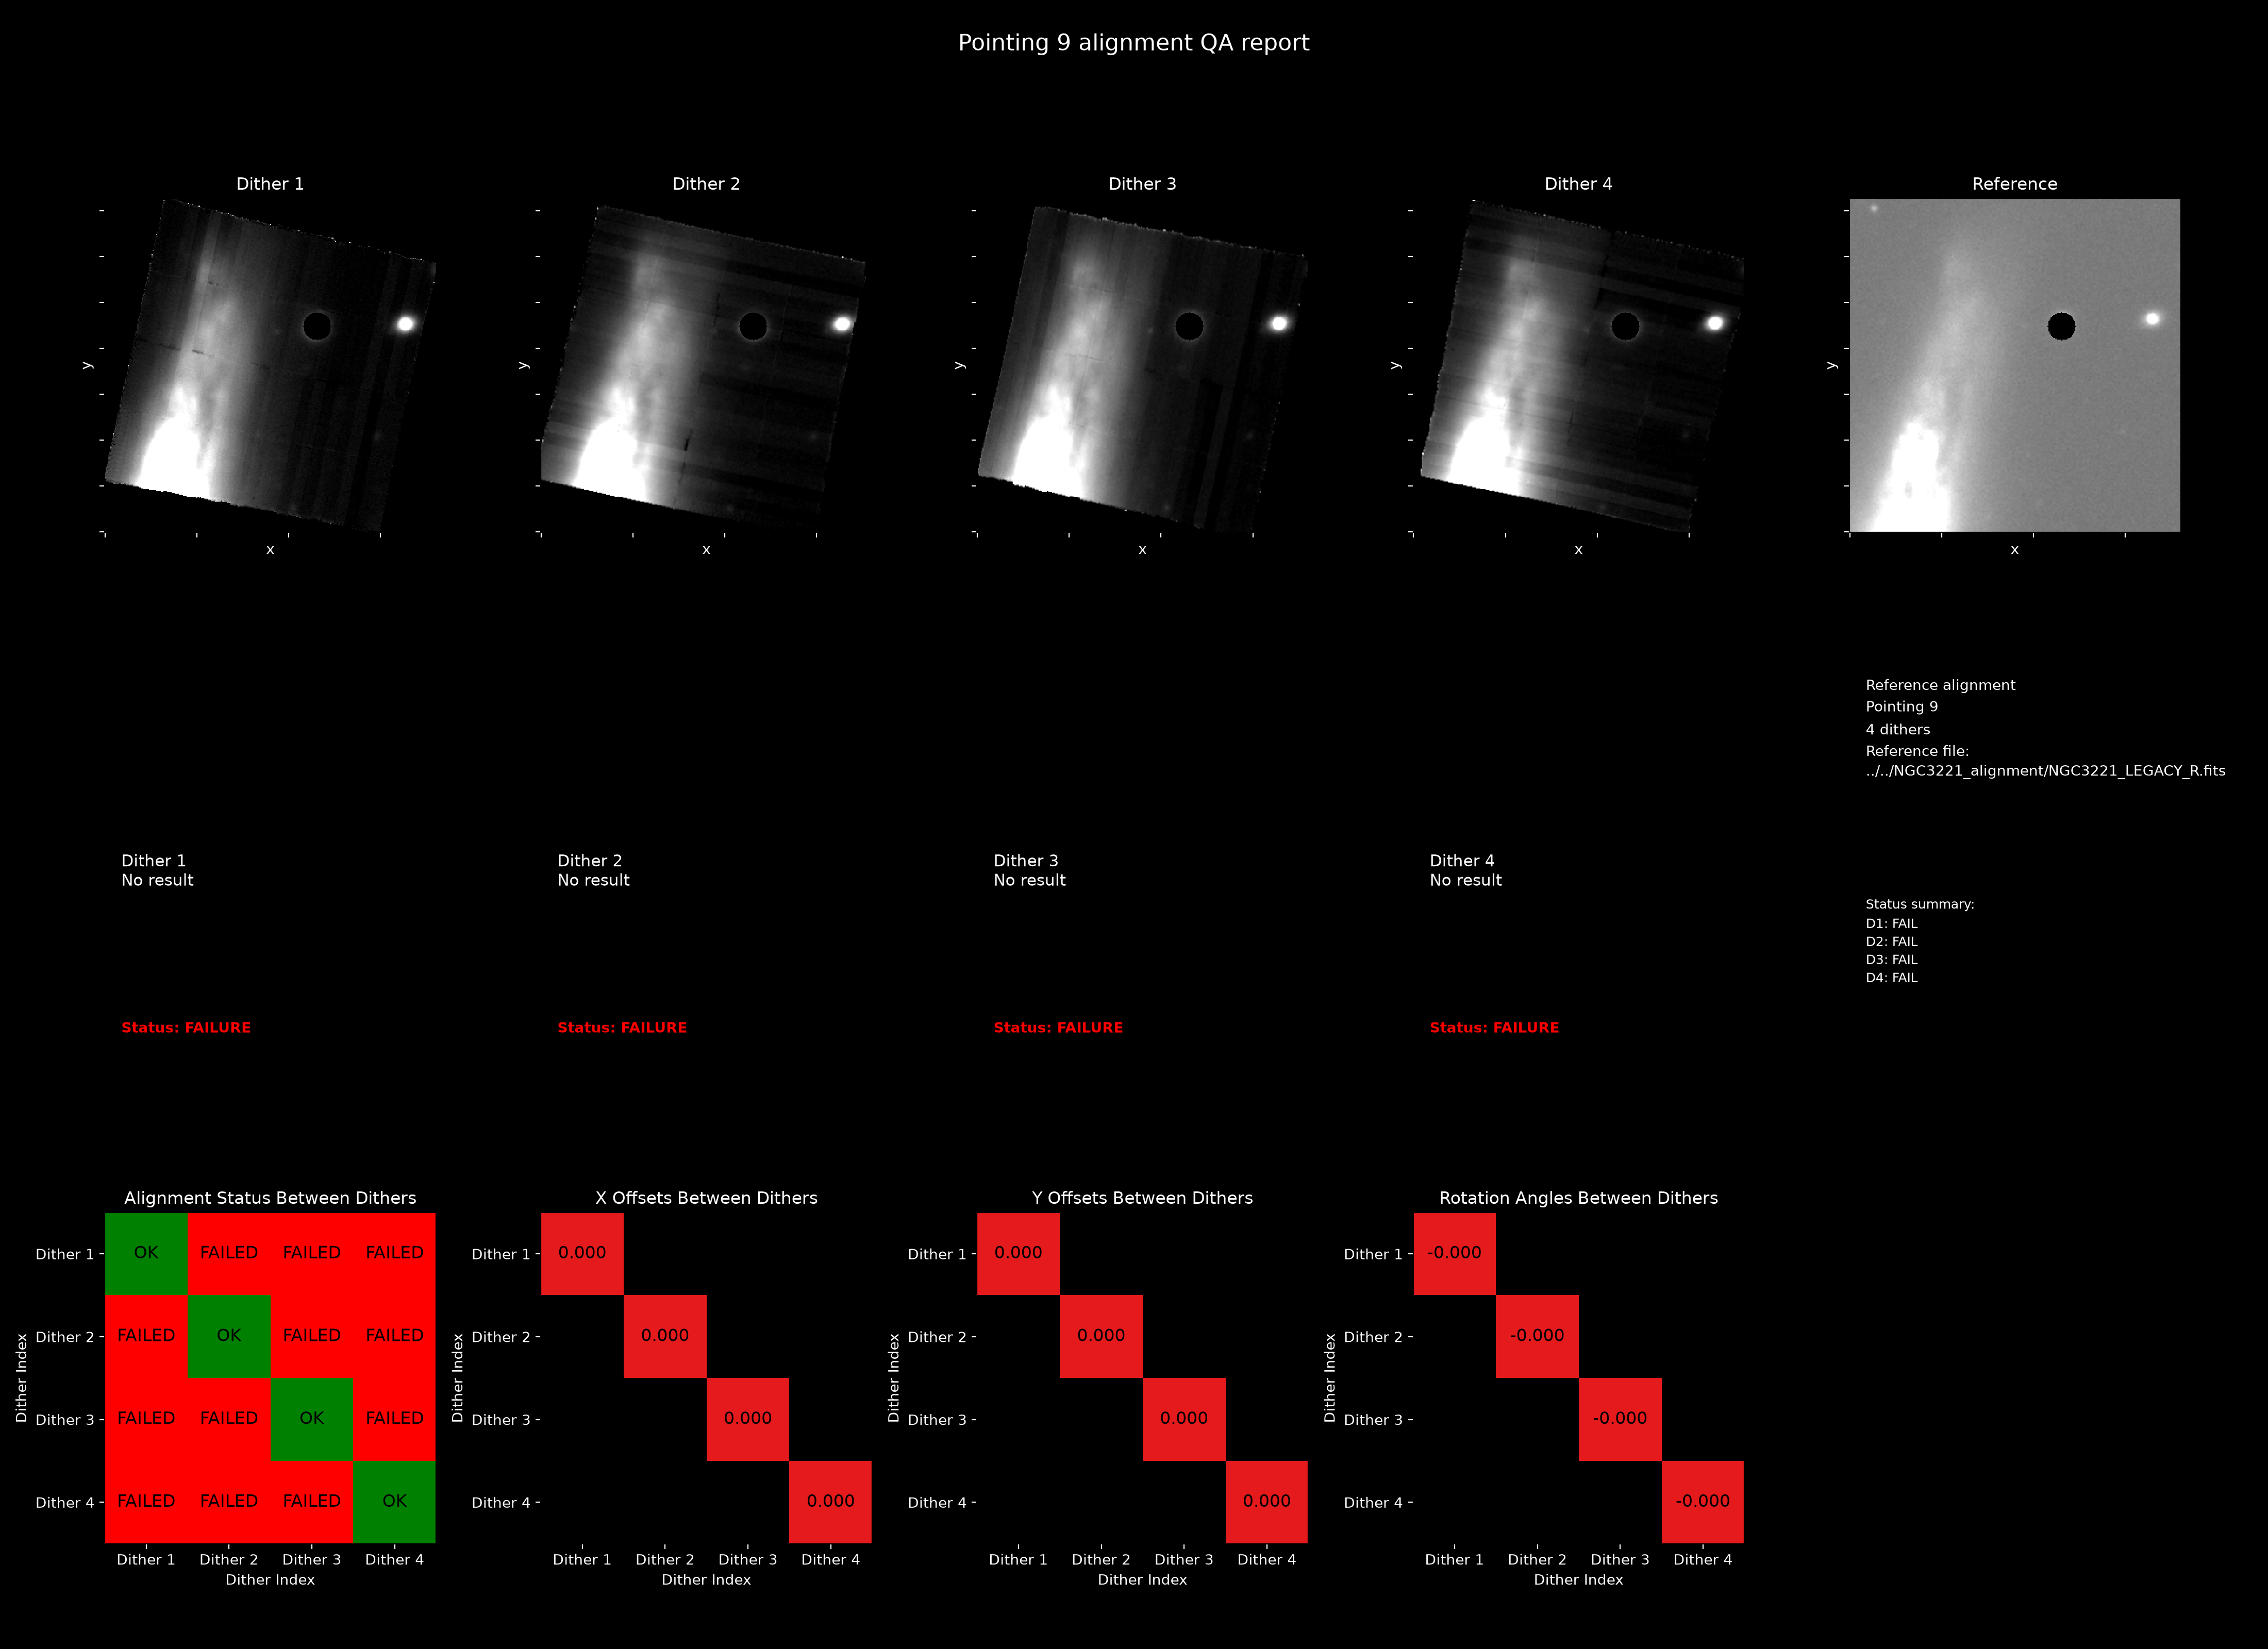 Pointing 9 alignment QA report
Dither 1
Dither 2
Dither 3
Dither 4
Reference
y
y
y
y
y
x
x
x
x
x
Reference alignment
Pointing 9
4 dithers
Reference file:
../../NGC3221_alignment/NGC3221_LEGACY_R.fits
Dither 1
No result
Dither 2
No result
Dither 3
No result
Dither 4
No result
Status summary:
D1: FAIL
D2: FAIL
D3: FAIL
D4: FAIL
Status: FAILURE
Status: FAILURE
Status: FAILURE
Status: FAILURE
Alignment Status Between Dithers
Dither Index
Dither 1 OK FAILED FAILED FAILED
Dither 2 FAILED OK FAILED FAILED
Dither 3 FAILED FAILED OK FAILED
Dither 4 FAILED FAILED FAILED OK
Dither 1 Dither 2 Dither 3 Dither 4
Dither Index
X Offsets Between Dithers
Dither Index
Dither 1 0.000
Dither 2 0.000
Dither 3 0.000
Dither 4 0.000
Dither 1 Dither 2 Dither 3 Dither 4
Dither Index
Y Offsets Between Dithers
Dither Index
Dither 1 0.000
Dither 2 0.000
Dither 3 0.000
Dither 4 0.000
Dither 1 Dither 2 Dither 3 Dither 4
Dither Index
Rotation Angles Between Dithers
Dither Index
Dither 1 -0.000
Dither 2 -0.000
Dither 3 -0.000
Dither 4 -0.000
Dither 1 Dither 2 Dither 3 Dither 4
Dither Index